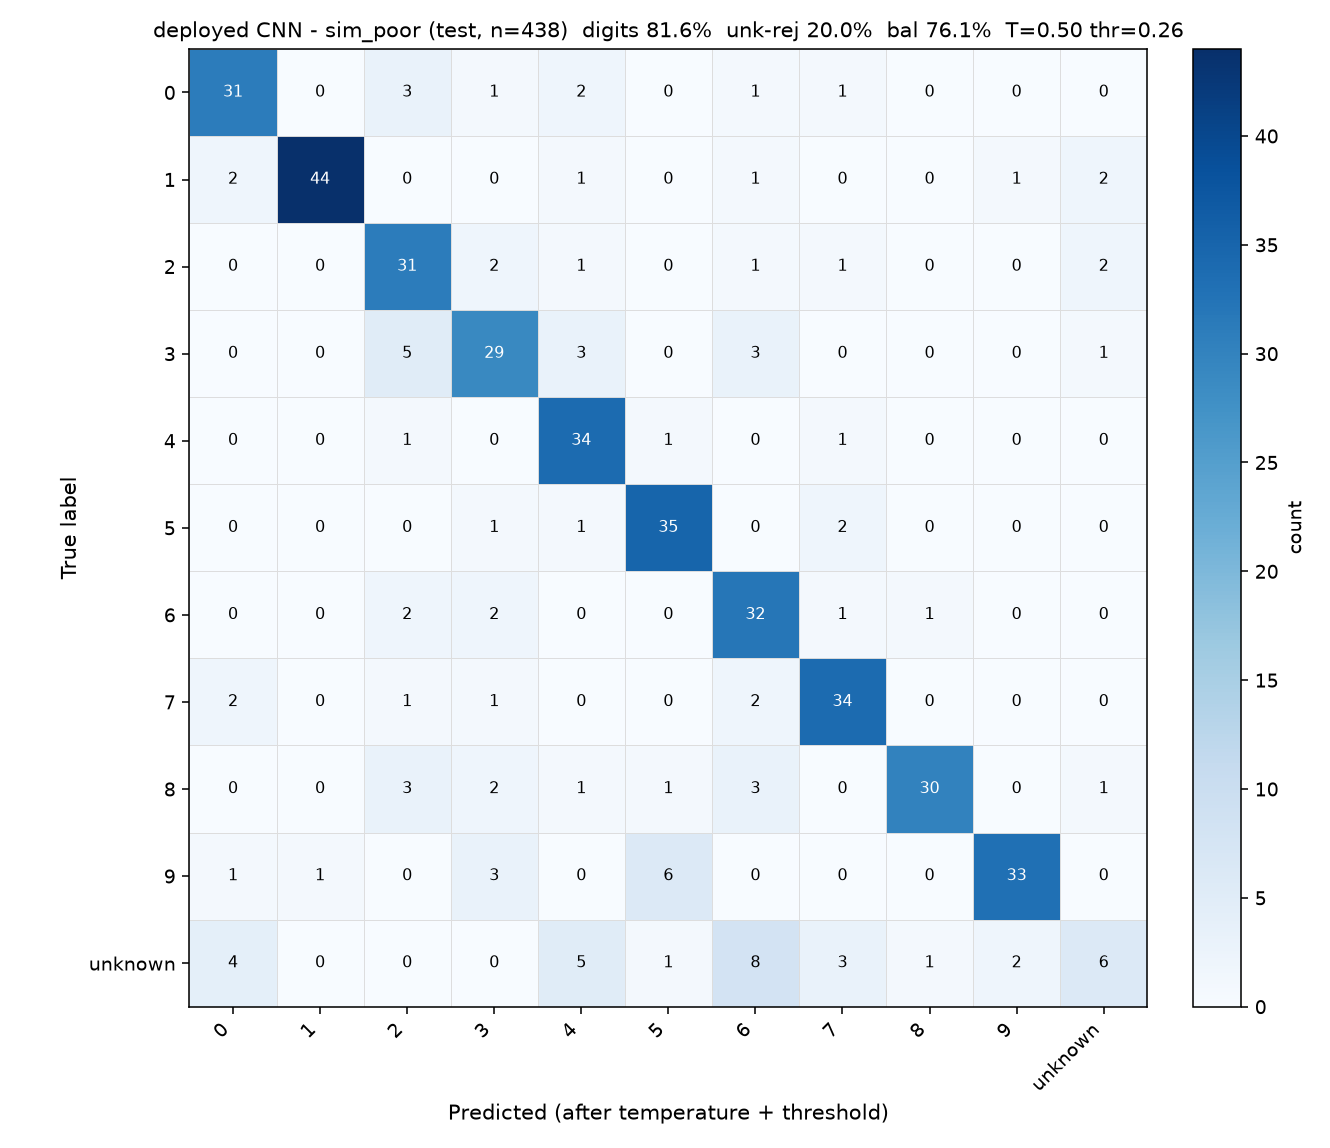 deployed CNN - sim_poor (test, n=438)  digits 81.6%  unk-rej 20.0%  bal 76.1%  T=0.50 thr=0.26
0 31 0 3 1 2 0 1 1 0 0 0
1 2 44 0 0 1 0 1 0 0 1 2
2 0 0 31 2 1 0 1 1 0 0 2
3 0 0 5 29 3 0 3 0 0 0 1
4 0 0 1 0 34 1 0 1 0 0 0
5 0 0 0 1 1 35 0 2 0 0 0
6 0 0 2 2 0 0 32 1 1 0 0
7 2 0 1 1 0 0 2 34 0 0 0
8 0 0 3 2 1 1 3 0 30 0 1
9 1 1 0 3 0 6 0 0 0 33 0
unknown 4 0 0 0 5 1 8 3 1 2 6
0 1 2 3 4 5 6 7 8 9 unknown
Predicted (after temperature + threshold)
True label
40
35
30
25
20
15
10
5
0
count